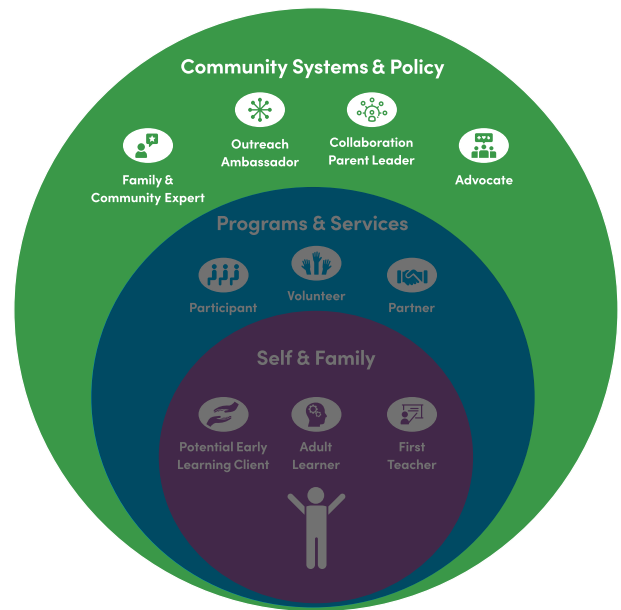 Community Systems & Policy
Outreach
Ambassador
Collaboration
Parent Leader
Family &
Community Expert
Advocate
Programs & Services
Participant
Volunteer
Partner
Self & Family
Potential Early
Learning Client
Adult
Learner
First
Teacher